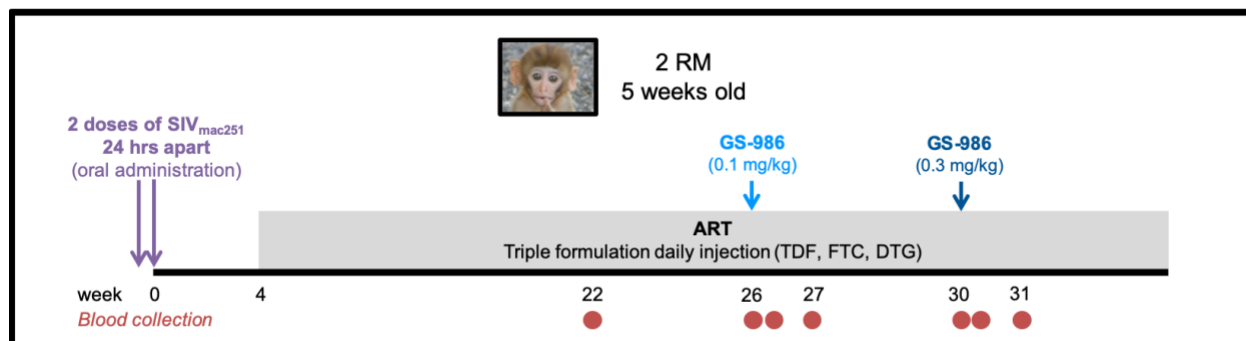 2 RM
5 weeks old
2 doses of SIVmac251
24 hrs apart
(oral administration)
GS-986
(0.1 mg/kg)
GS-986
(0.3 mg/kg)
ART
Triple formulation daily injection (TDF, FTC, DTG)
week 0 4 22 26 27 30 31
Blood collection